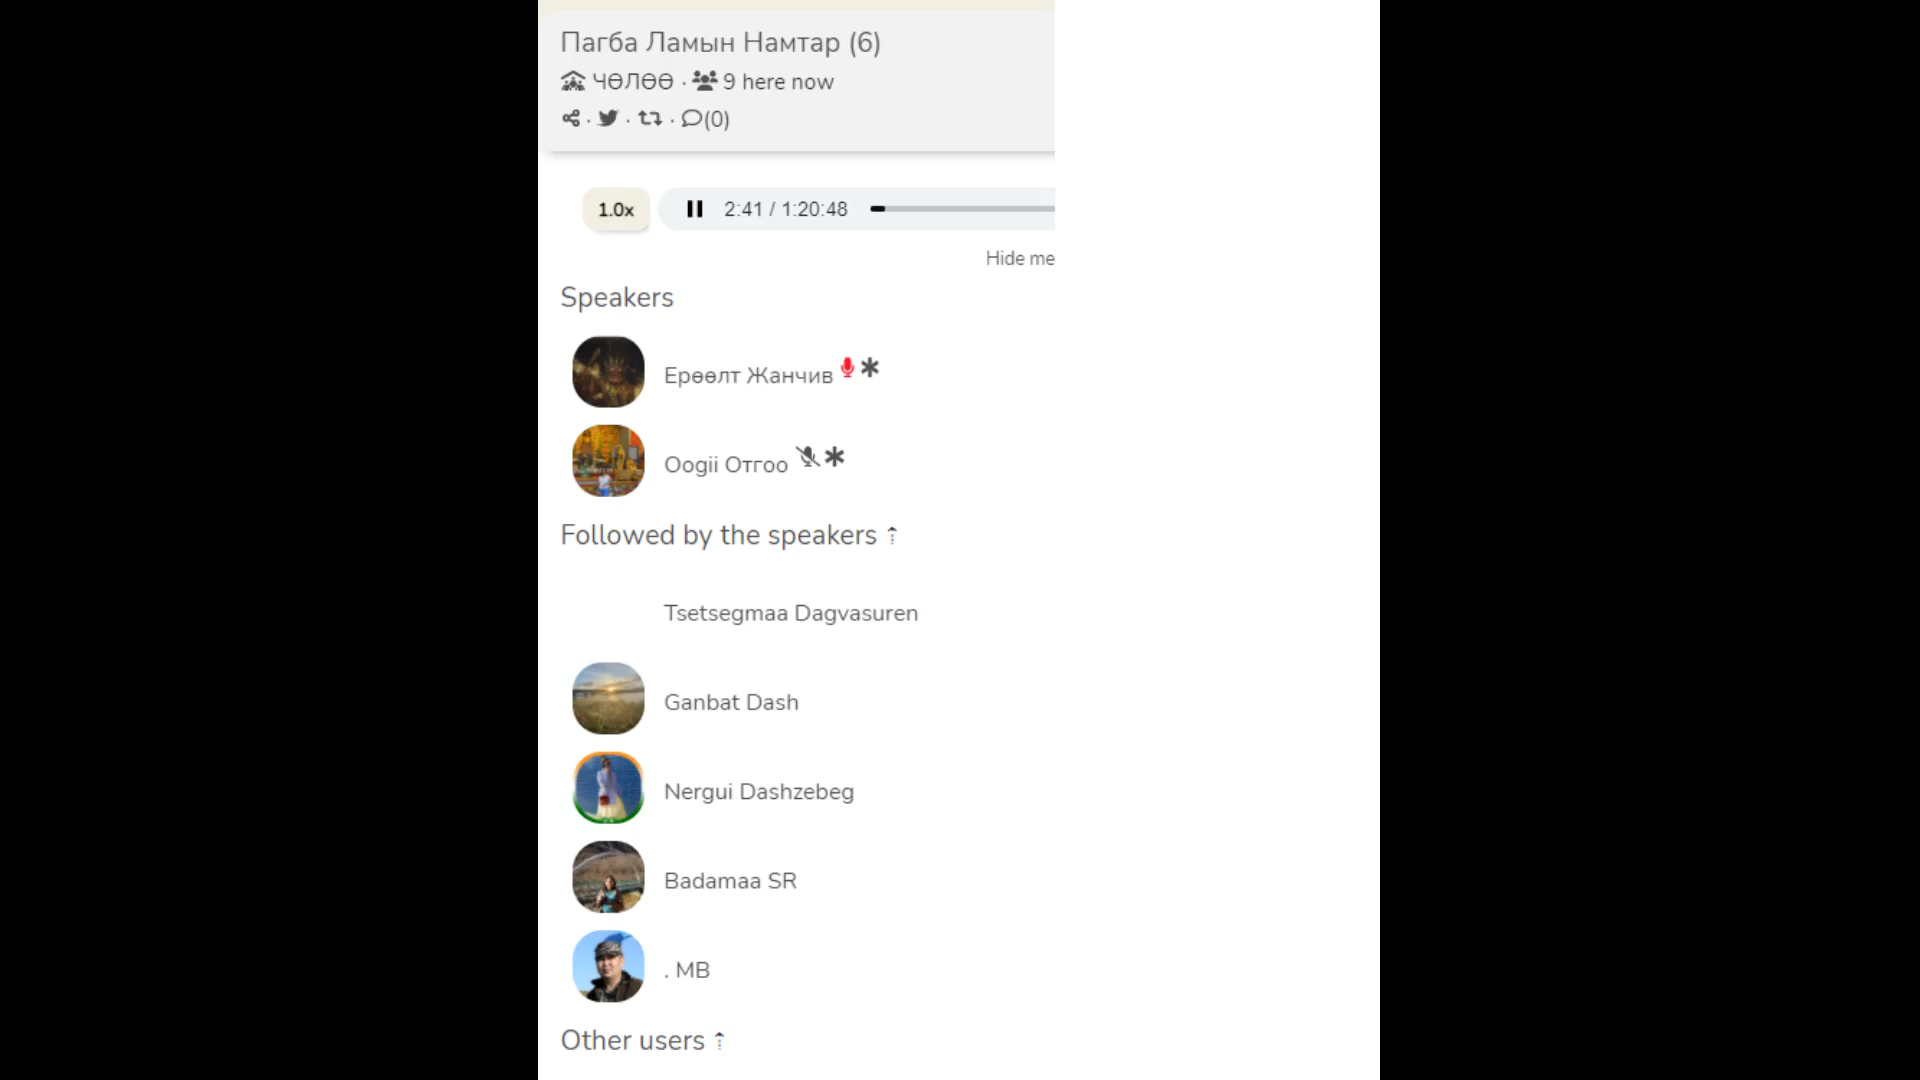 Пагба Ламын Намтар (6)
ЧӨЛӨӨ · 9 here now
· · · (0)
1.0x 2:41 / 1:20:48
Hide me
Speakers
Ерөөлт Жанчив
Oogii Отгоо
Followed by the speakers
Tsetsegmaa Dagvasuren
Ganbat Dash
Nergui Dashzebeg
Badamaa SR
. MB
Other users